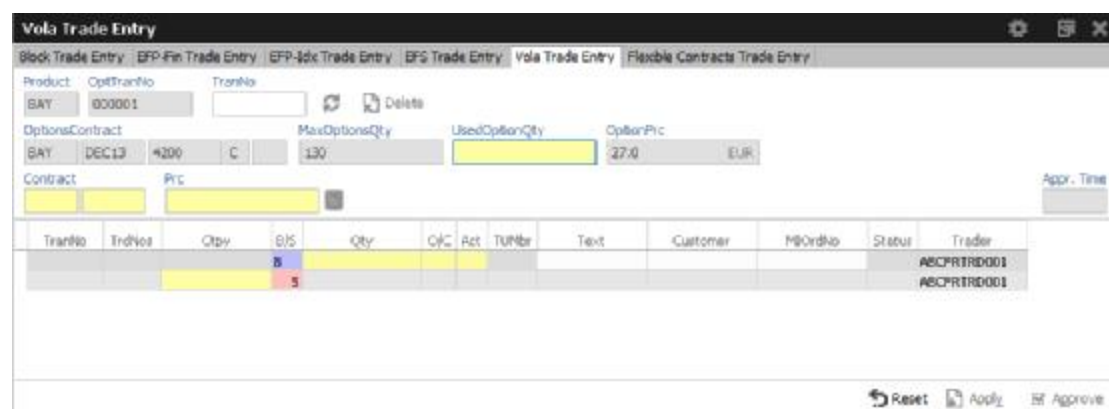 Vola Trade Entry
Block Trade Entry EFP-Fin Trade Entry EFP-Idx Trade Entry EFS Trade Entry Vola Trade Entry Flexible Contracts Trade Entry
Product OptTranNo TranNo
BAY 000001 Delete
OptionsContract MaxOptionsQty UsedOptionQty OptionPrc
BAY DEC13 4200 C 130 27.0 EUR
Contract Prc Appr. Time
TranNo TrdNos Ctpy B/S Qty O/C Act TUMbr Text Customer MbOrdNo Status Trader
B ABCFRTRD001
S ABCFRTRD001
Reset Apply Approve